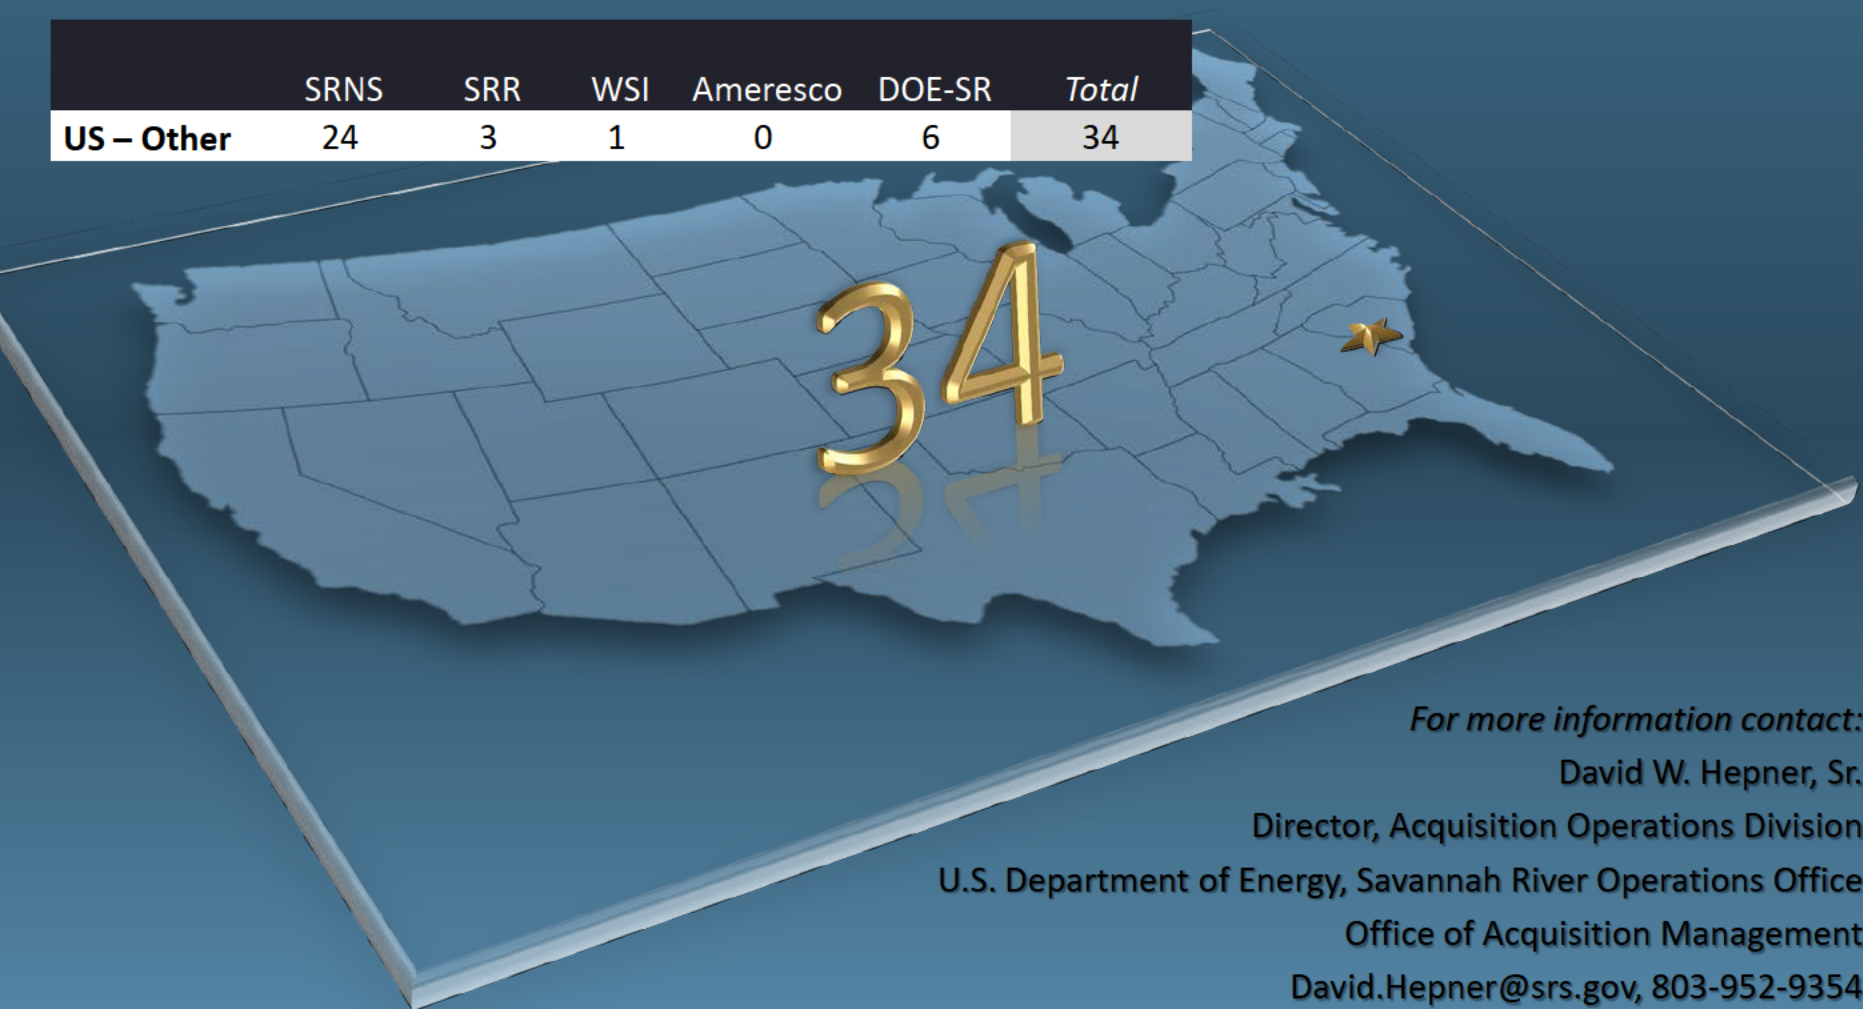 SRNS SRR WSI Ameresco DOE-SR Total
US – Other 24 3 1 0 6 34
34
For more information contact:
David W. Hepner, Sr.
Director, Acquisition Operations Division
U.S. Department of Energy, Savannah River Operations Office
Office of Acquisition Management
David.Hepner@srs.gov, 803-952-9354